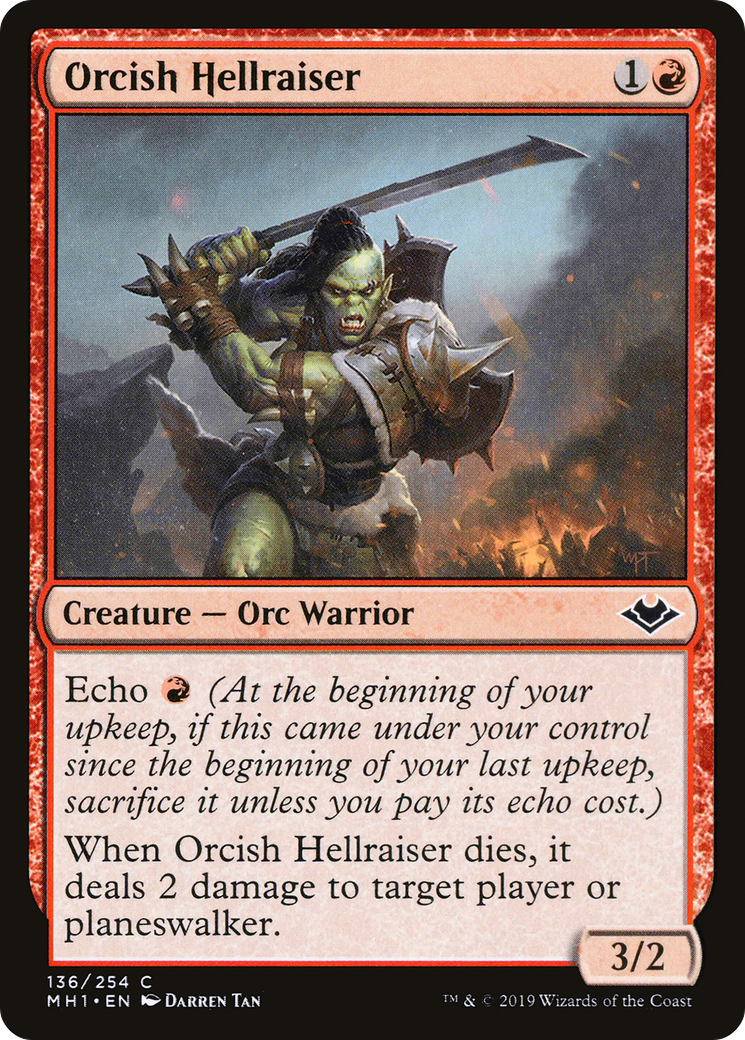 Orcish Hellraiser 1
WPT
Creature — Orc Warrior
Echo (At the beginning of your
upkeep, if this came under your control
since the beginning of your last upkeep,
sacrifice it unless you pay its echo cost.)
When Orcish Hellraiser dies, it
deals 2 damage to target player or
planeswalker.
3/2
136/254 C
MH1•EN DARREN TAN
™ & © 2019 Wizards of the Coast